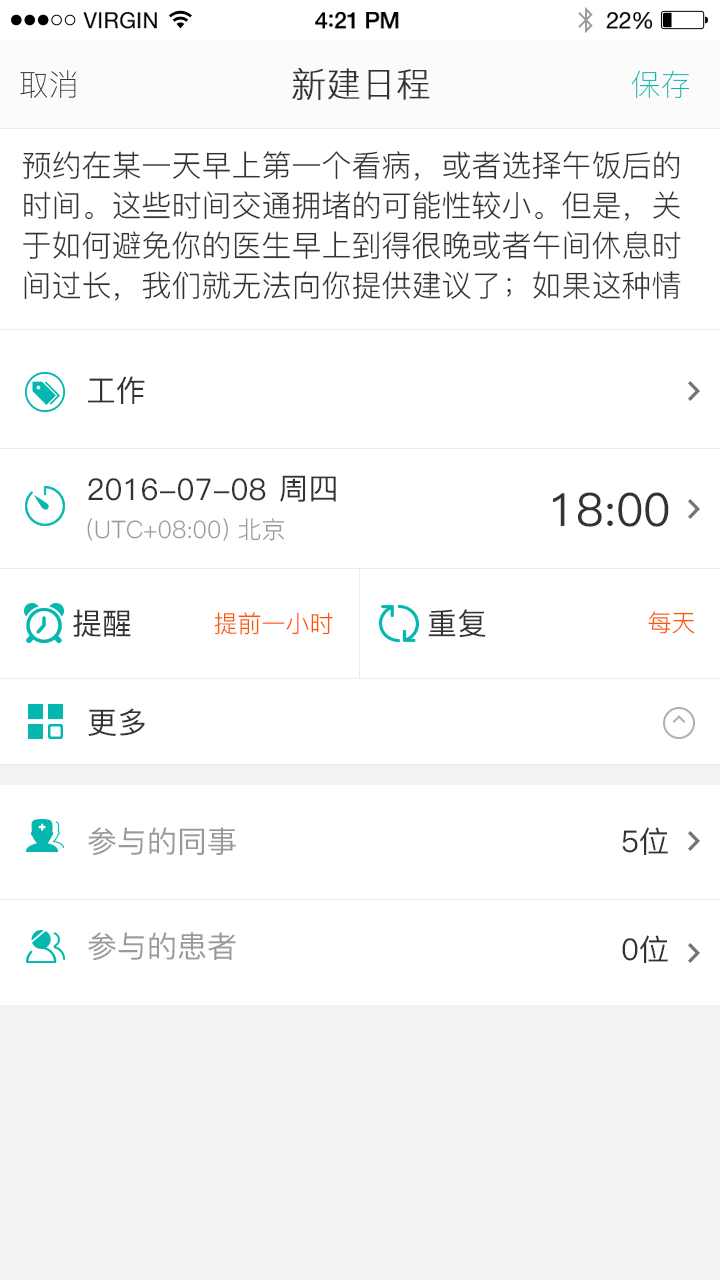 VIRGIN 4:21 PM 22%
取消 新建日程 保存
预约在某一天早上第一个看病，或者选择午饭后的
时间。这些时间交通拥堵的可能性较小。但是，关
于如何避免你的医生早上到得很晚或者午间休息时
间过长，我们就无法向你提供建议了；如果这种情
工作
2016-07-08 周四 18:00
(UTC+08:00) 北京
提醒 提前一小时 重复 每天
更多
参与的同事 5位
参与的患者 0位